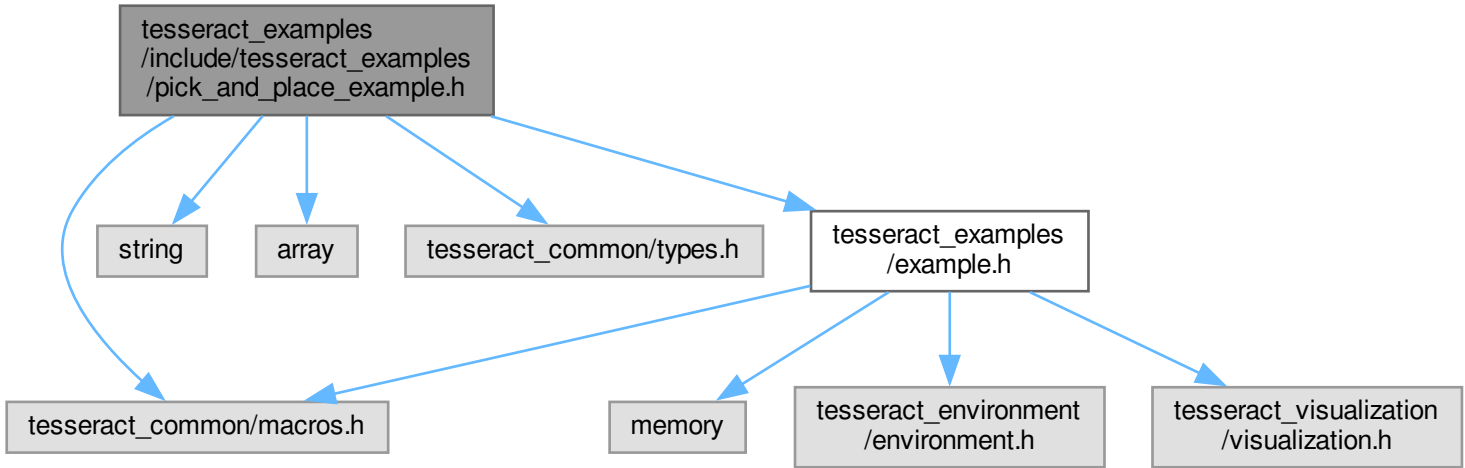 tesseract_examples
/include/tesseract_examples
/pick_and_place_example.h
string
array
tesseract_common/types.h
tesseract_examples
/example.h
tesseract_common/macros.h
memory
tesseract_environment
/environment.h
tesseract_visualization
/visualization.h